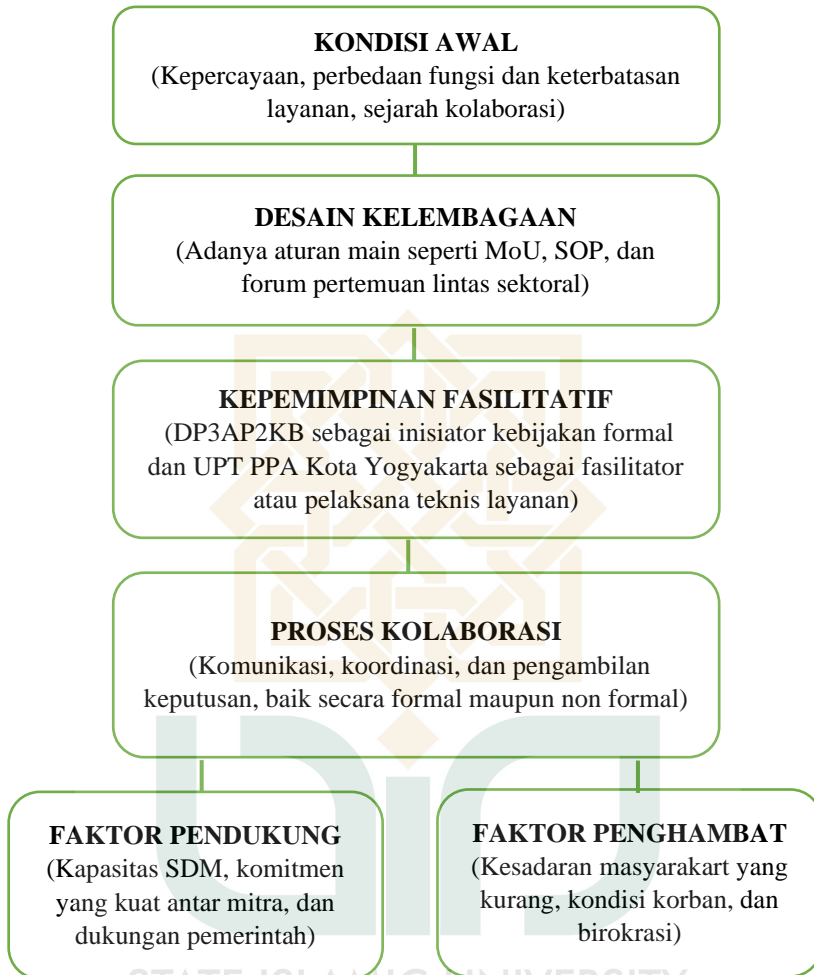 KONDISI AWAL
(Kepercayaan, perbedaan fungsi dan keterbatasan
layanan, sejarah kolaborasi)
DESAIN KELEMBAGAAN
(Adanya aturan main seperti MoU, SOP, dan
forum pertemuan lintas sektoral)
KEPEMIMPINAN FASILITATIF
(DP3AP2KB sebagai inisiator kebijakan formal
dan UPT PPA Kota Yogyakarta sebagai fasilitator
atau pelaksana teknis layanan)
PROSES KOLABORASI
(Komunikasi, koordinasi, dan pengambilan
keputusan, baik secara formal maupun non formal)
FAKTOR PENDUKUNG
(Kapasitas SDM, komitmen
yang kuat antar mitra, dan
dukungan pemerintah)
FAKTOR PENGHAMBAT
(Kesadaran masyarakart yang
kurang, kondisi korban, dan
birokrasi)
STATE ISLAMIC UNIVERSITY